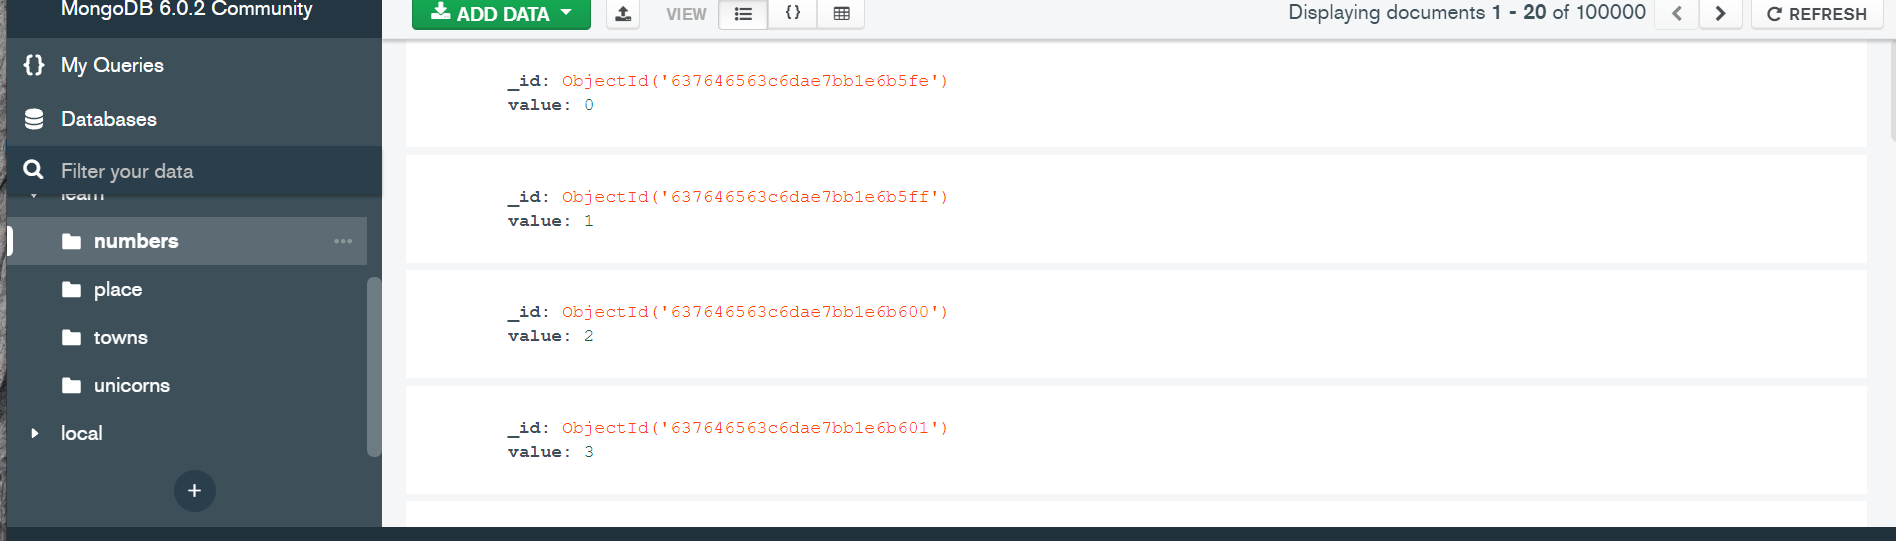 MongoDB 6.0.2 Community
My Queries
Databases
Filter your data
learn
numbers
place
towns
unicorns
local
ADD DATA
VIEW
Displaying documents 1 - 20 of 100000
REFRESH
_id: ObjectId('637646563c6dae7bb1e6b5fe')
value: 0
_id: ObjectId('637646563c6dae7bb1e6b5ff')
value: 1
_id: ObjectId('637646563c6dae7bb1e6b600')
value: 2
_id: ObjectId('637646563c6dae7bb1e6b601')
value: 3